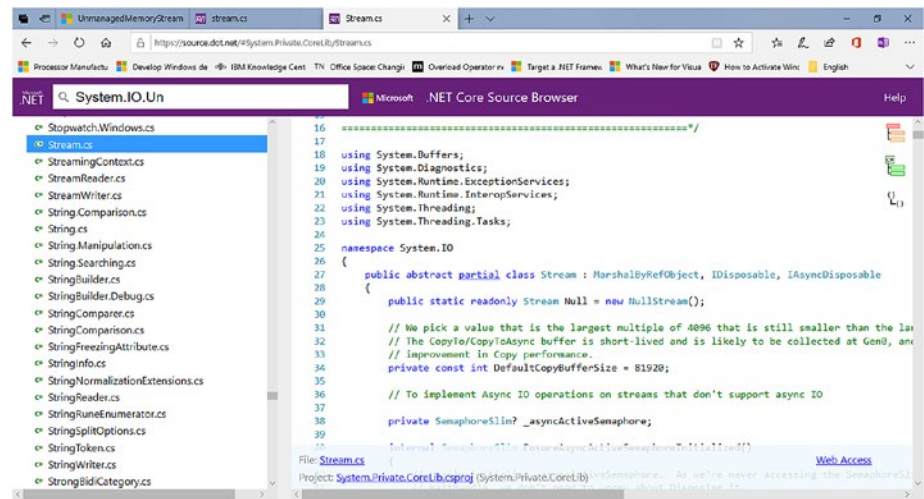 UnmanagedMemoryStream
stream.cs
Stream.cs
https://source.dot.net/#System.Private.CoreLib/Stream.cs
Processor Manufactu
Develop Windows de
IBM Knowledge Cent
TN Office Space: Changi
Overload Operator
Target a .NET Framew
What's New for Visua
How to Activate Winc
English
Microsoft .NET
System.IO.Un
Microsoft .NET Core Source Browser
Help
Stopwatch.Windows.cs
Stream.cs
StreamingContext.cs
StreamReader.cs
StreamWriter.cs
String.Comparison.cs
String.cs
String.Manipulation.cs
String.Searching.cs
StringBuilder.cs
StringBuilder.Debug.cs
StringComparer.cs
StringComparison.cs
StringFreezingAttribute.cs
StringInfo.cs
StringNormalizationExtensions.cs
StringReader.cs
StringRuneEnumerator.cs
StringSplitOptions.cs
StringToken.cs
StringWriter.cs
StrongBidiCategory.cs
16 ===========================================================*/
17
18 using System.Buffers;
19 using System.Diagnostics;
20 using System.Runtime.ExceptionServices;
21 using System.Runtime.InteropServices;
22 using System.Threading;
23 using System.Threading.Tasks;
24
25 namespace System.IO
26 {
27 public abstract partial class Stream : MarshalByRefObject, IDisposable, IAsyncDisposable
28 {
29 public static readonly Stream Null = new NullStream();
30
31 // We pick a value that is the largest multiple of 4096 that is still smaller than the lar
32 // The CopyTo/CopyToAsync buffer is short-lived and is likely to be collected at Gen0, and
33 // improvement in Copy performance.
34 private const int DefaultCopyBufferSize = 81920;
35
36 // To implement Async IO operations on streams that don't support async IO
37
38 private SemaphoreSlim? _asyncActiveSemaphore;
39
internal SemaphoreSlim EnsureAsyncActiveSemaphoreInitialized()
File: Stream.cs
Web Access
Project: System.Private.CoreLib.csproj (System.Private.CoreLib)